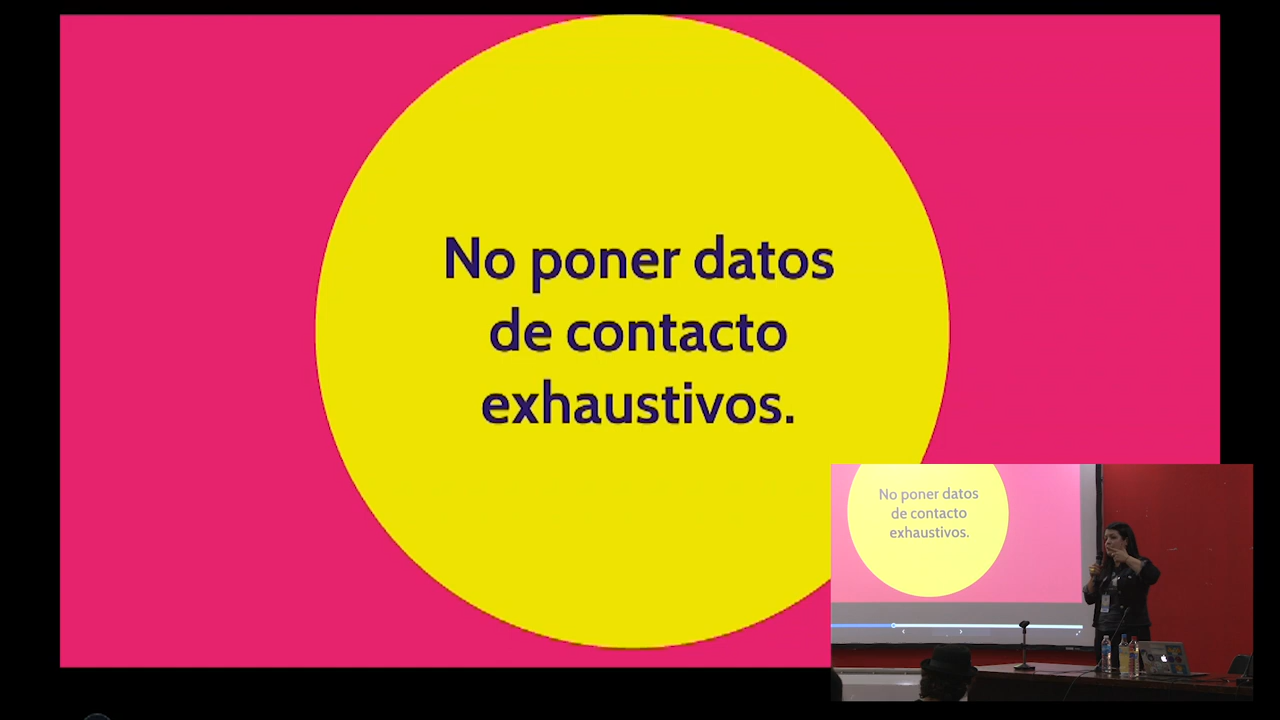 No poner datos
de contacto
exhaustivos.
No poner datos
de contacto
exhaustivos.